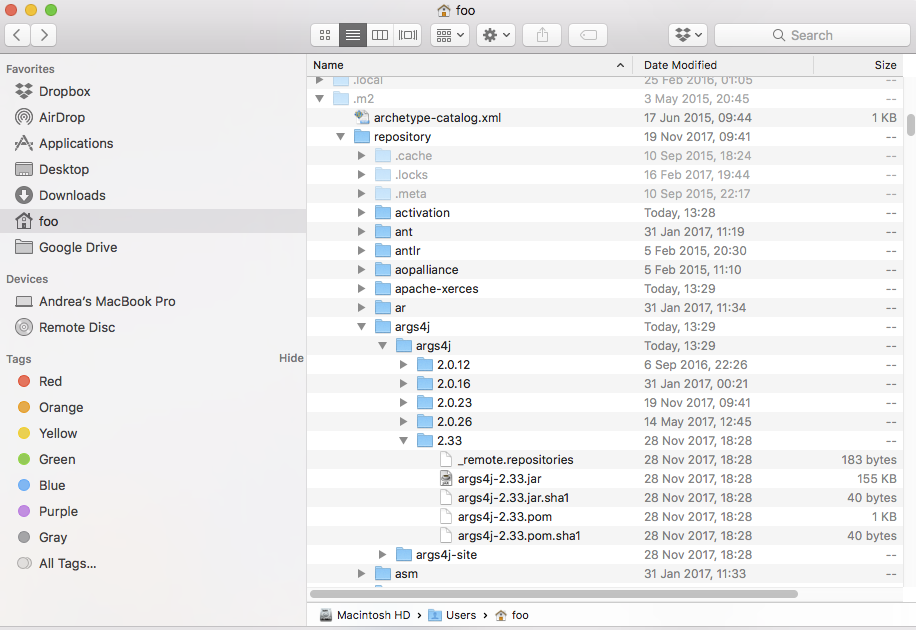 foo
Search
Favorites
Dropbox
AirDrop
Applications
Desktop
Downloads
foo
Google Drive
Devices
Andrea's MacBook Pro
Remote Disc
Tags
Hide
Red
Orange
Yellow
Green
Blue
Purple
Gray
All Tags...
Name Date Modified Size
.local 25 Feb 2016, 01:05 --
.m2 3 May 2015, 20:45 --
archetype-catalog.xml 17 Jun 2015, 09:44 1 KB
repository 19 Nov 2017, 09:41 --
.cache 10 Sep 2015, 18:24 --
.locks 16 Feb 2017, 19:44 --
.meta 10 Sep 2015, 22:17 --
activation Today, 13:28 --
ant 31 Jan 2017, 11:19 --
antlr 5 Feb 2015, 20:30 --
aopalliance 5 Feb 2015, 11:10 --
apache-xerces Today, 13:29 --
ar 31 Jan 2017, 11:34 --
args4j Today, 13:29 --
args4j Today, 13:29 --
2.0.12 6 Sep 2016, 22:26 --
2.0.16 31 Jan 2017, 00:21 --
2.0.23 19 Nov 2017, 09:41 --
2.0.26 14 May 2017, 12:45 --
2.33 28 Nov 2017, 18:28 --
_remote.repositories 28 Nov 2017, 18:28 183 bytes
args4j-2.33.jar 28 Nov 2017, 18:28 155 KB
args4j-2.33.jar.sha1 28 Nov 2017, 18:28 40 bytes
args4j-2.33.pom 28 Nov 2017, 18:28 1 KB
args4j-2.33.pom.sha1 28 Nov 2017, 18:28 40 bytes
args4j-site 28 Nov 2017, 18:28 --
asm 31 Jan 2017, 11:33 --
Macintosh HD › Users › foo